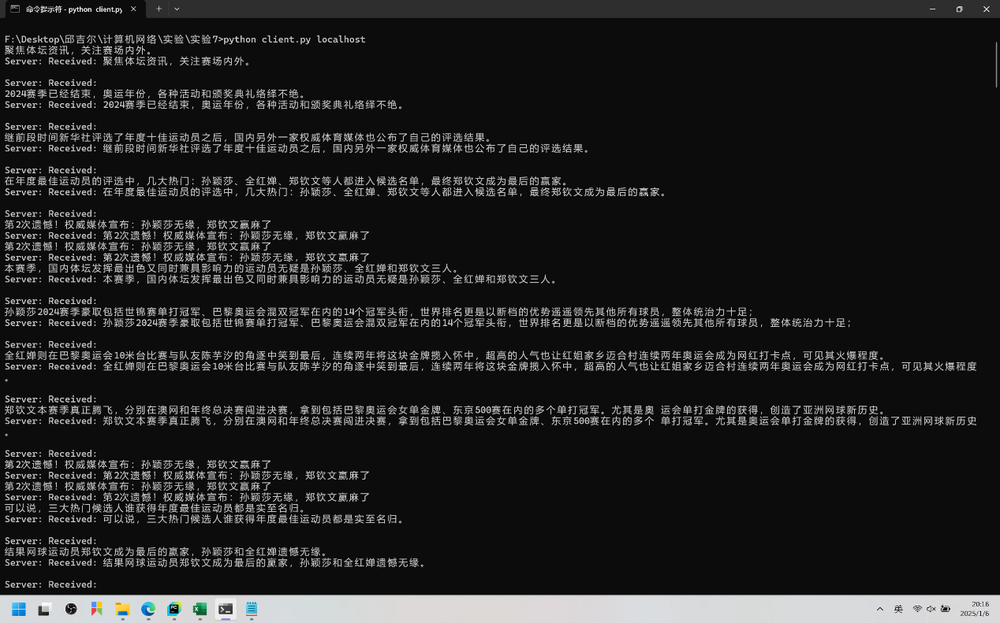 命令提示符 - python client.py
F:\Desktop\邱吉尔\计算机网络\实验\实验7>python client.py localhost
聚焦体坛资讯，关注赛场内外。
Server: Received: 聚焦体坛资讯，关注赛场内外。
Server: Received:
2024赛季已经结束，奥运年份，各种活动和颁奖典礼络绎不绝。
Server: Received: 2024赛季已经结束，奥运年份，各种活动和颁奖典礼络绎不绝。
Server: Received:
继前段时间新华社评选了年度十佳运动员之后，国内另外一家权威体育媒体也公布了自己的评选结果。
Server: Received: 继前段时间新华社评选了年度十佳运动员之后，国内另外一家权威体育媒体也公布了自己的评选结果。
Server: Received:
在年度最佳运动员的评选中，几大热门：孙颖莎、全红婵、郑钦文等人都进入候选名单，最终郑钦文成为最后的赢家。
Server: Received: 在年度最佳运动员的评选中，几大热门：孙颖莎、全红婵、郑钦文等人都进入候选名单，最终郑钦文成为最后的赢家。
Server: Received:
第2次遗憾！权威媒体宣布：孙颖莎无缘，郑钦文赢麻了
Server: Received: 第2次遗憾！权威媒体宣布：孙颖莎无缘，郑钦文赢麻了
第2次遗憾！权威媒体宣布：孙颖莎无缘，郑钦文赢麻了
Server: Received: 第2次遗憾！权威媒体宣布：孙颖莎无缘，郑钦文赢麻了
本赛季，国内体坛发挥最出色又同时兼具影响力的运动员无疑是孙颖莎、全红婵和郑钦文三人。
Server: Received: 本赛季，国内体坛发挥最出色又同时兼具影响力的运动员无疑是孙颖莎、全红婵和郑钦文三人。
Server: Received:
孙颖莎2024赛季豪取包括世锦赛单打冠军、巴黎奥运会混双冠军在内的14个冠军头衔，世界排名更是以断档的优势遥遥领先其他所有球员，整体统治力十足；
Server: Received: 孙颖莎2024赛季豪取包括世锦赛单打冠军、巴黎奥运会混双冠军在内的14个冠军头衔，世界排名更是以断档的优势遥遥领先其他所有球员，整体统治力十足；
Server: Received:
全红婵则在巴黎奥运会10米台比赛与队友陈芋汐的角逐中笑到最后，连续两年将这块金牌揽入怀中，超高的人气也让红姐家乡迈合村连续两年奥运会成为网红打卡点，可见其火爆程度。
Server: Received: 全红婵则在巴黎奥运会10米台比赛与队友陈芋汐的角逐中笑到最后，连续两年将这块金牌揽入怀中，超高的人气也让红姐家乡迈合村连续两年奥运会成为网红打卡点，可见其火爆程度
。
Server: Received:
郑钦文本赛季真正腾飞，分别在澳网和年终总决赛闯进决赛，拿到包括巴黎奥运会女单金牌、东京500赛在内的多个单打冠军。尤其是奥 运会单打金牌的获得，创造了亚洲网球新历史。
Server: Received: 郑钦文本赛季真正腾飞，分别在澳网和年终总决赛闯进决赛，拿到包括巴黎奥运会女单金牌、东京500赛在内的多个 单打冠军。尤其是奥运会单打金牌的获得，创造了亚洲网球新历史
。
Server: Received:
第2次遗憾！权威媒体宣布：孙颖莎无缘，郑钦文赢麻了
Server: Received: 第2次遗憾！权威媒体宣布：孙颖莎无缘，郑钦文赢麻了
第2次遗憾！权威媒体宣布：孙颖莎无缘，郑钦文赢麻了
Server: Received: 第2次遗憾！权威媒体宣布：孙颖莎无缘，郑钦文赢麻了
可以说，三大热门候选人谁获得年度最佳运动员都是实至名归。
Server: Received: 可以说，三大热门候选人谁获得年度最佳运动员都是实至名归。
Server: Received:
结果网球运动员郑钦文成为最后的赢家，孙颖莎和全红婵遗憾无缘。
Server: Received: 结果网球运动员郑钦文成为最后的赢家，孙颖莎和全红婵遗憾无缘。
Server: Received:
英
20:16
2025/1/6